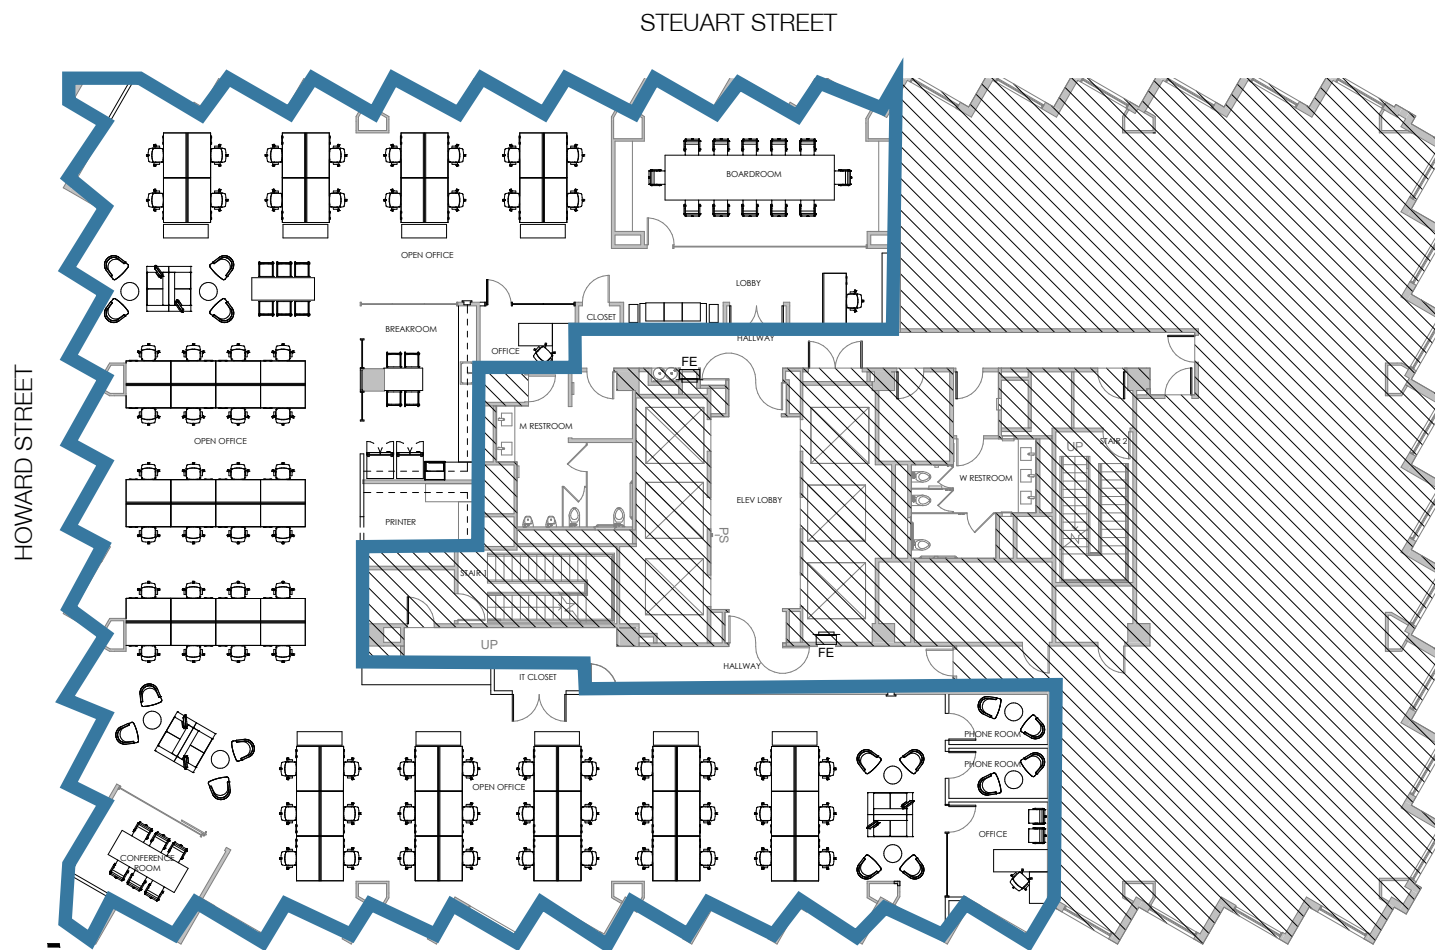 STEUART STREET
BOARDROOM
OPEN OFFICE
LOBBY
CLOSET
BREAKROOM
HALLWAY
OFFICE
FE
HOWARD STREET
M RESTROOM
OPEN OFFICE
STAIR 2
UP
W RESTROOM
ELEV LOBBY
PRINTER
PS
STAIR 1
UP
FE
HALLWAY
IT CLOSET
PHONE ROOM
PHONE ROOM
OPEN OFFICE
OFFICE
CONFERENCE
ROOM